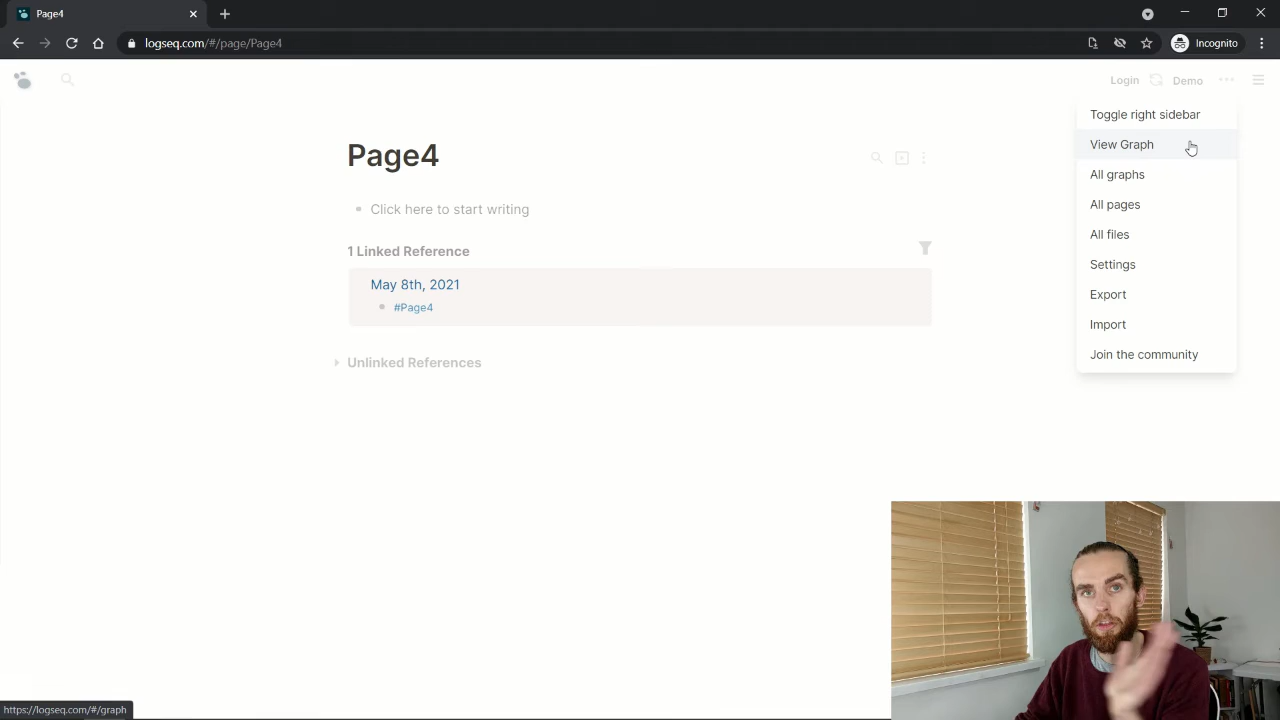 Page4
logseq.com/#/page/Page4
Incognito
Login
Demo
Toggle right sidebar
View Graph
All graphs
All pages
All files
Settings
Export
Import
Join the community
Page4
Click here to start writing
1 Linked Reference
May 8th, 2021
#Page4
Unlinked References
https://logseq.com/#/graph